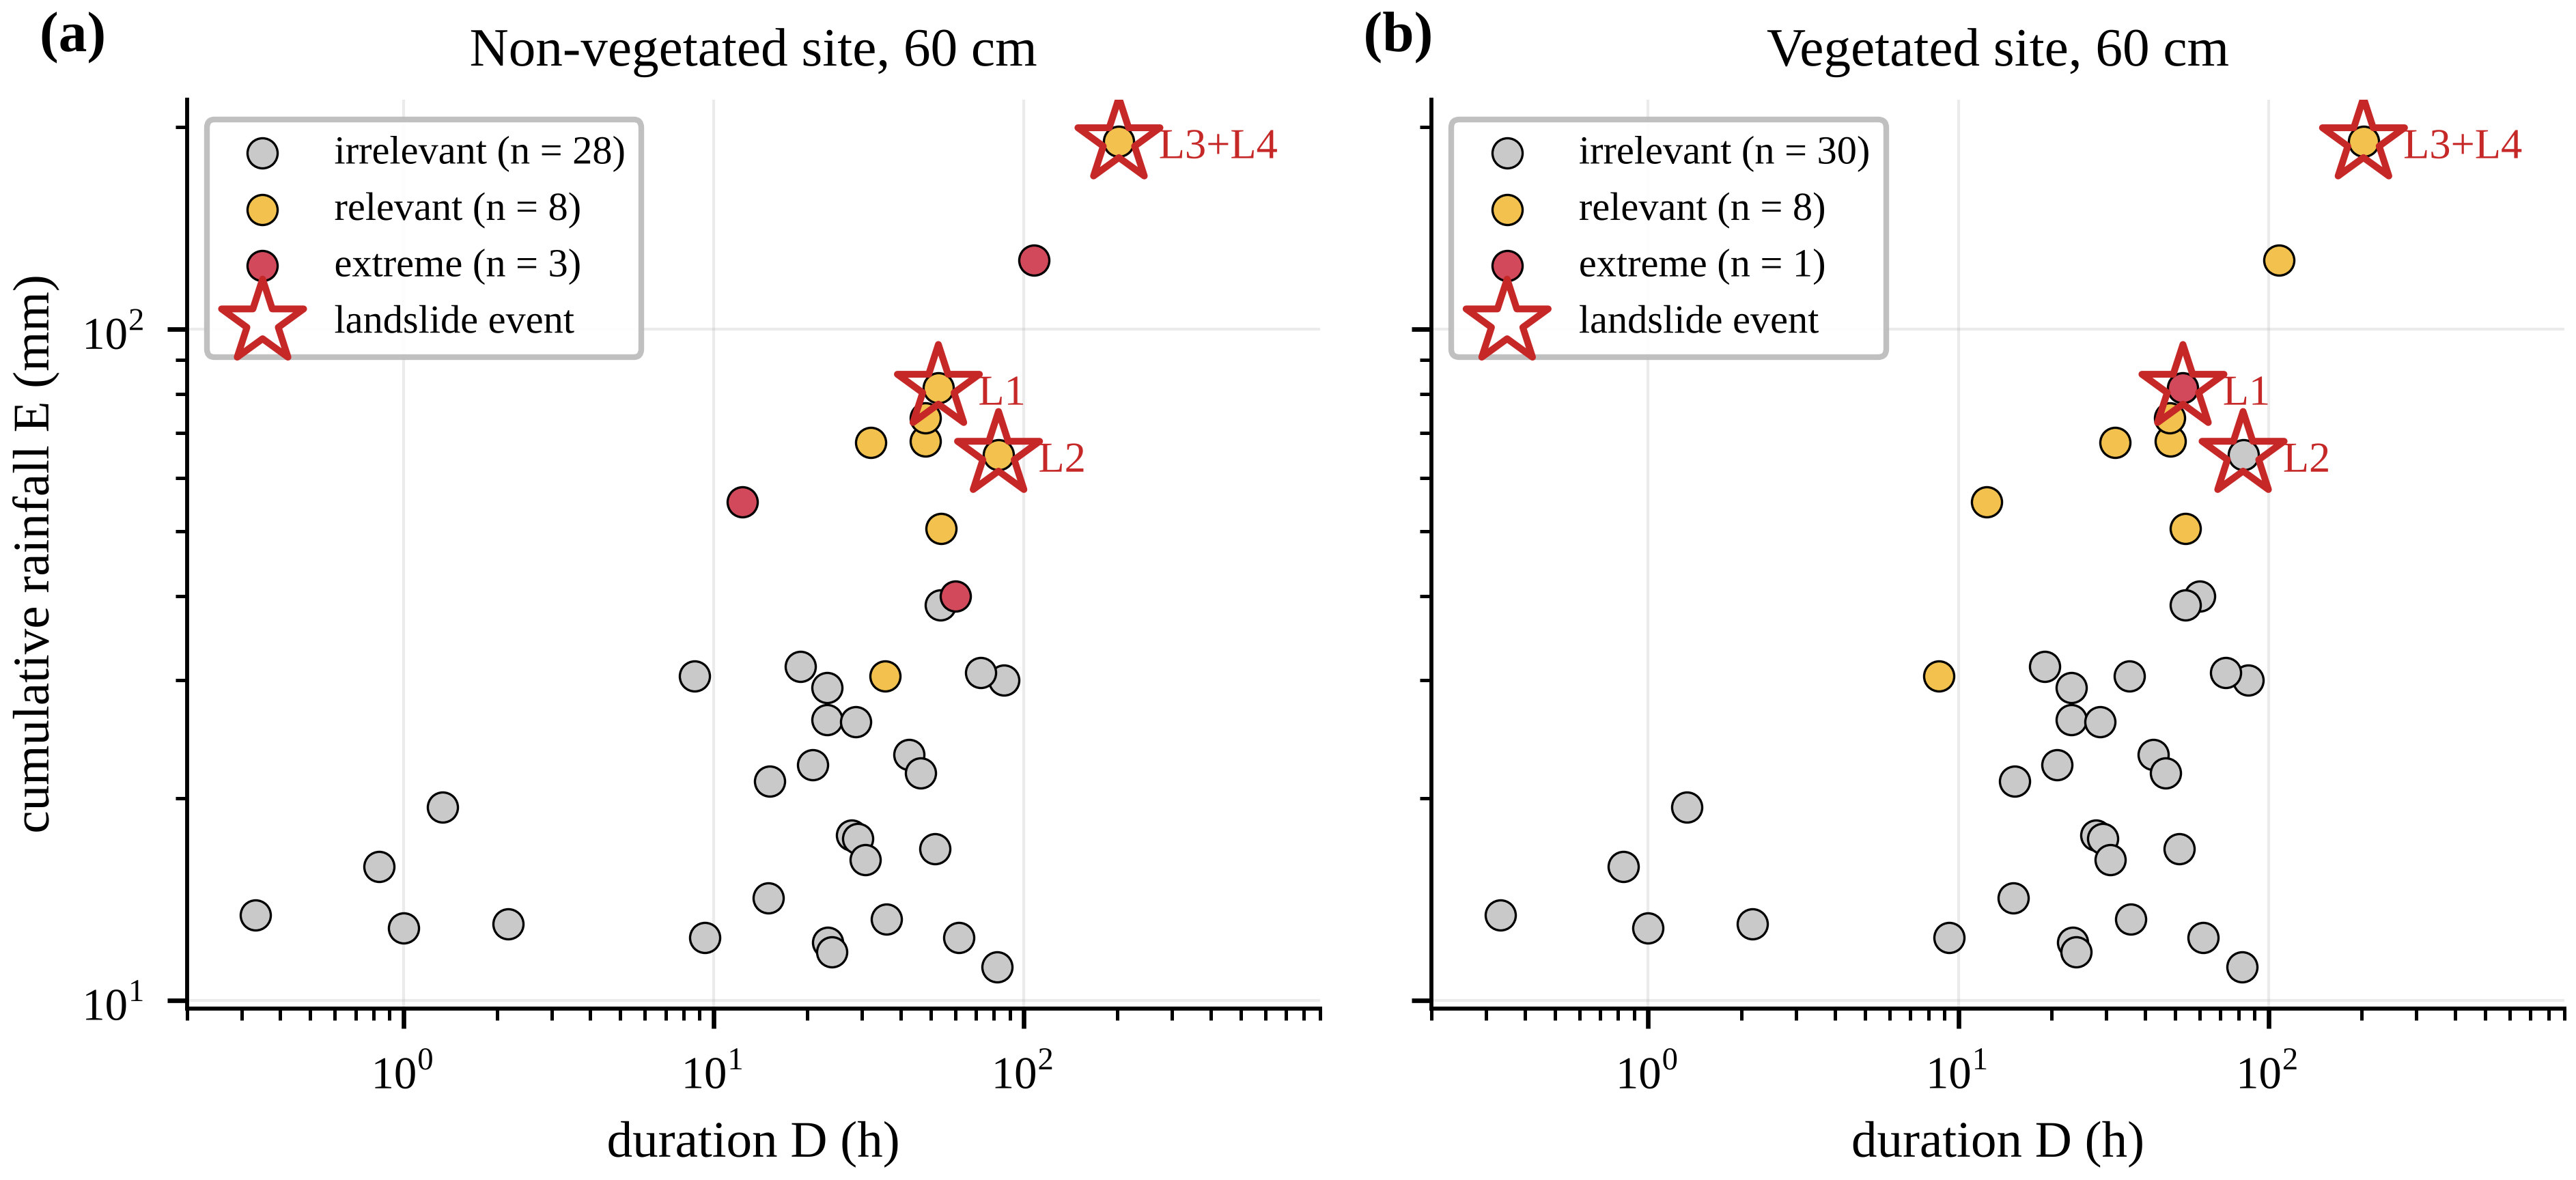 (a)
Non-vegetated site, 60 cm
irrelevant (n = 28)
relevant (n = 8)
extreme (n = 3)
landslide event
L3+L4
L1
L2
cumulative rainfall E (mm)
10²
10¹
10⁰
10¹
10²
duration D (h)
(b)
Vegetated site, 60 cm
irrelevant (n = 30)
relevant (n = 8)
extreme (n = 1)
landslide event
L3+L4
L1
L2
10⁰
10¹
10²
duration D (h)